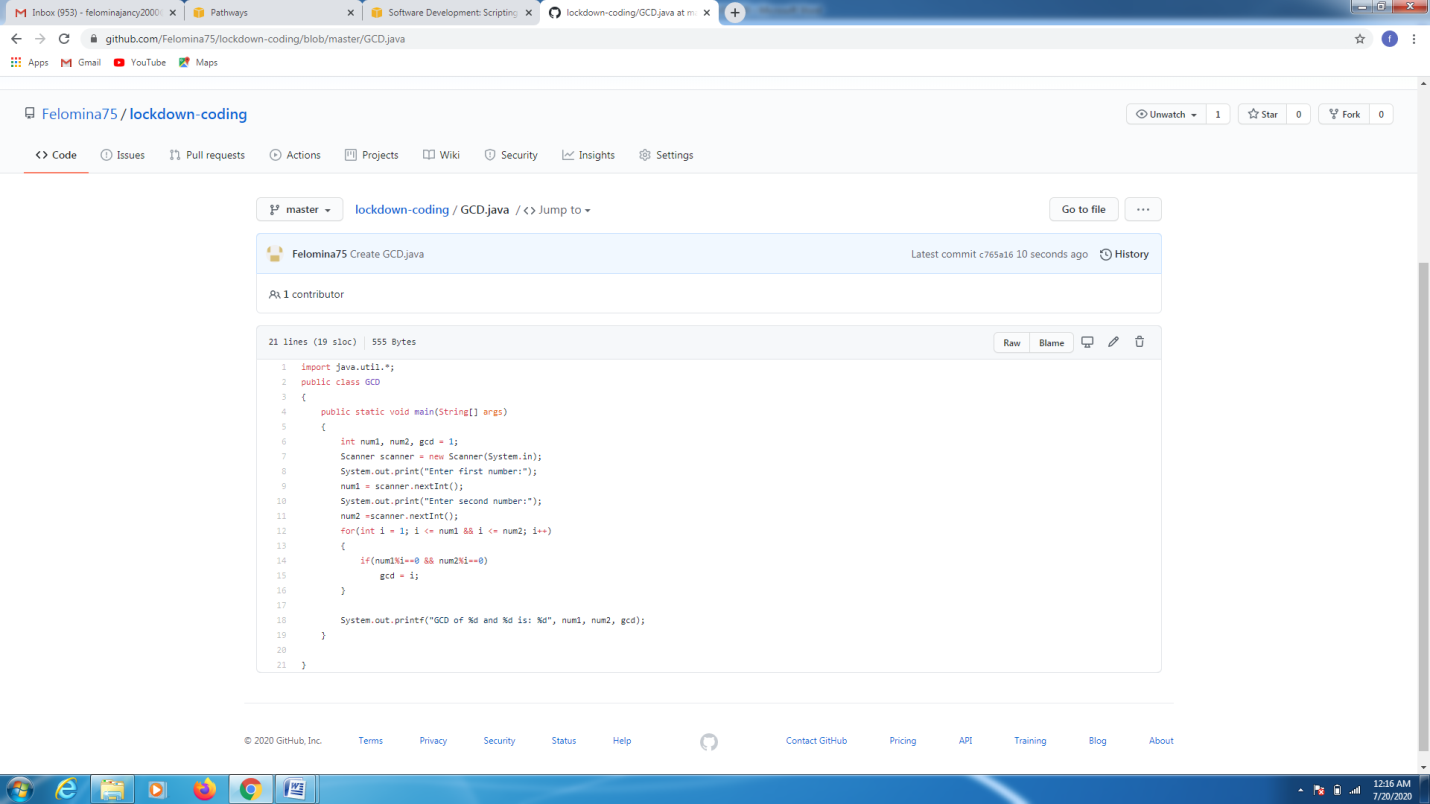 Inbox (953) - felominajancy2000
Pathways
Software Development: Scripting
lockdown-coding/GCD.java at m
github.com/Felomina75/lockdown-coding/blob/master/GCD.java
f
Apps Gmail YouTube Maps
Felomina75 / lockdown-coding
Unwatch 1 Star 0 Fork 0
Code Issues Pull requests Actions Projects Wiki Security Insights Settings
master lockdown-coding / GCD.java / <> Jump to Go to file ...
Felomina75 Create GCD.java Latest commit c765a16 10 seconds ago History
1 contributor
21 lines (19 sloc) 555 Bytes Raw Blame
1 import java.util.*;
2 public class GCD
3 {
4 public static void main(String[] args)
5 {
6 int num1, num2, gcd = 1;
7 Scanner scanner = new Scanner(System.in);
8 System.out.print("Enter first number:");
9 num1 = scanner.nextInt();
10 System.out.print("Enter second number:");
11 num2 =scanner.nextInt();
12 for(int i = 1; i <= num1 && i <= num2; i++)
13 {
14 if(num1%i==0 && num2%i==0)
15 gcd = i;
16 }
17
18 System.out.printf("GCD of %d and %d is: %d", num1, num2, gcd);
19 }
20
21 }
© 2020 GitHub, Inc. Terms Privacy Security Status Help Contact GitHub Pricing API Training Blog About
12:16 AM
7/20/2020